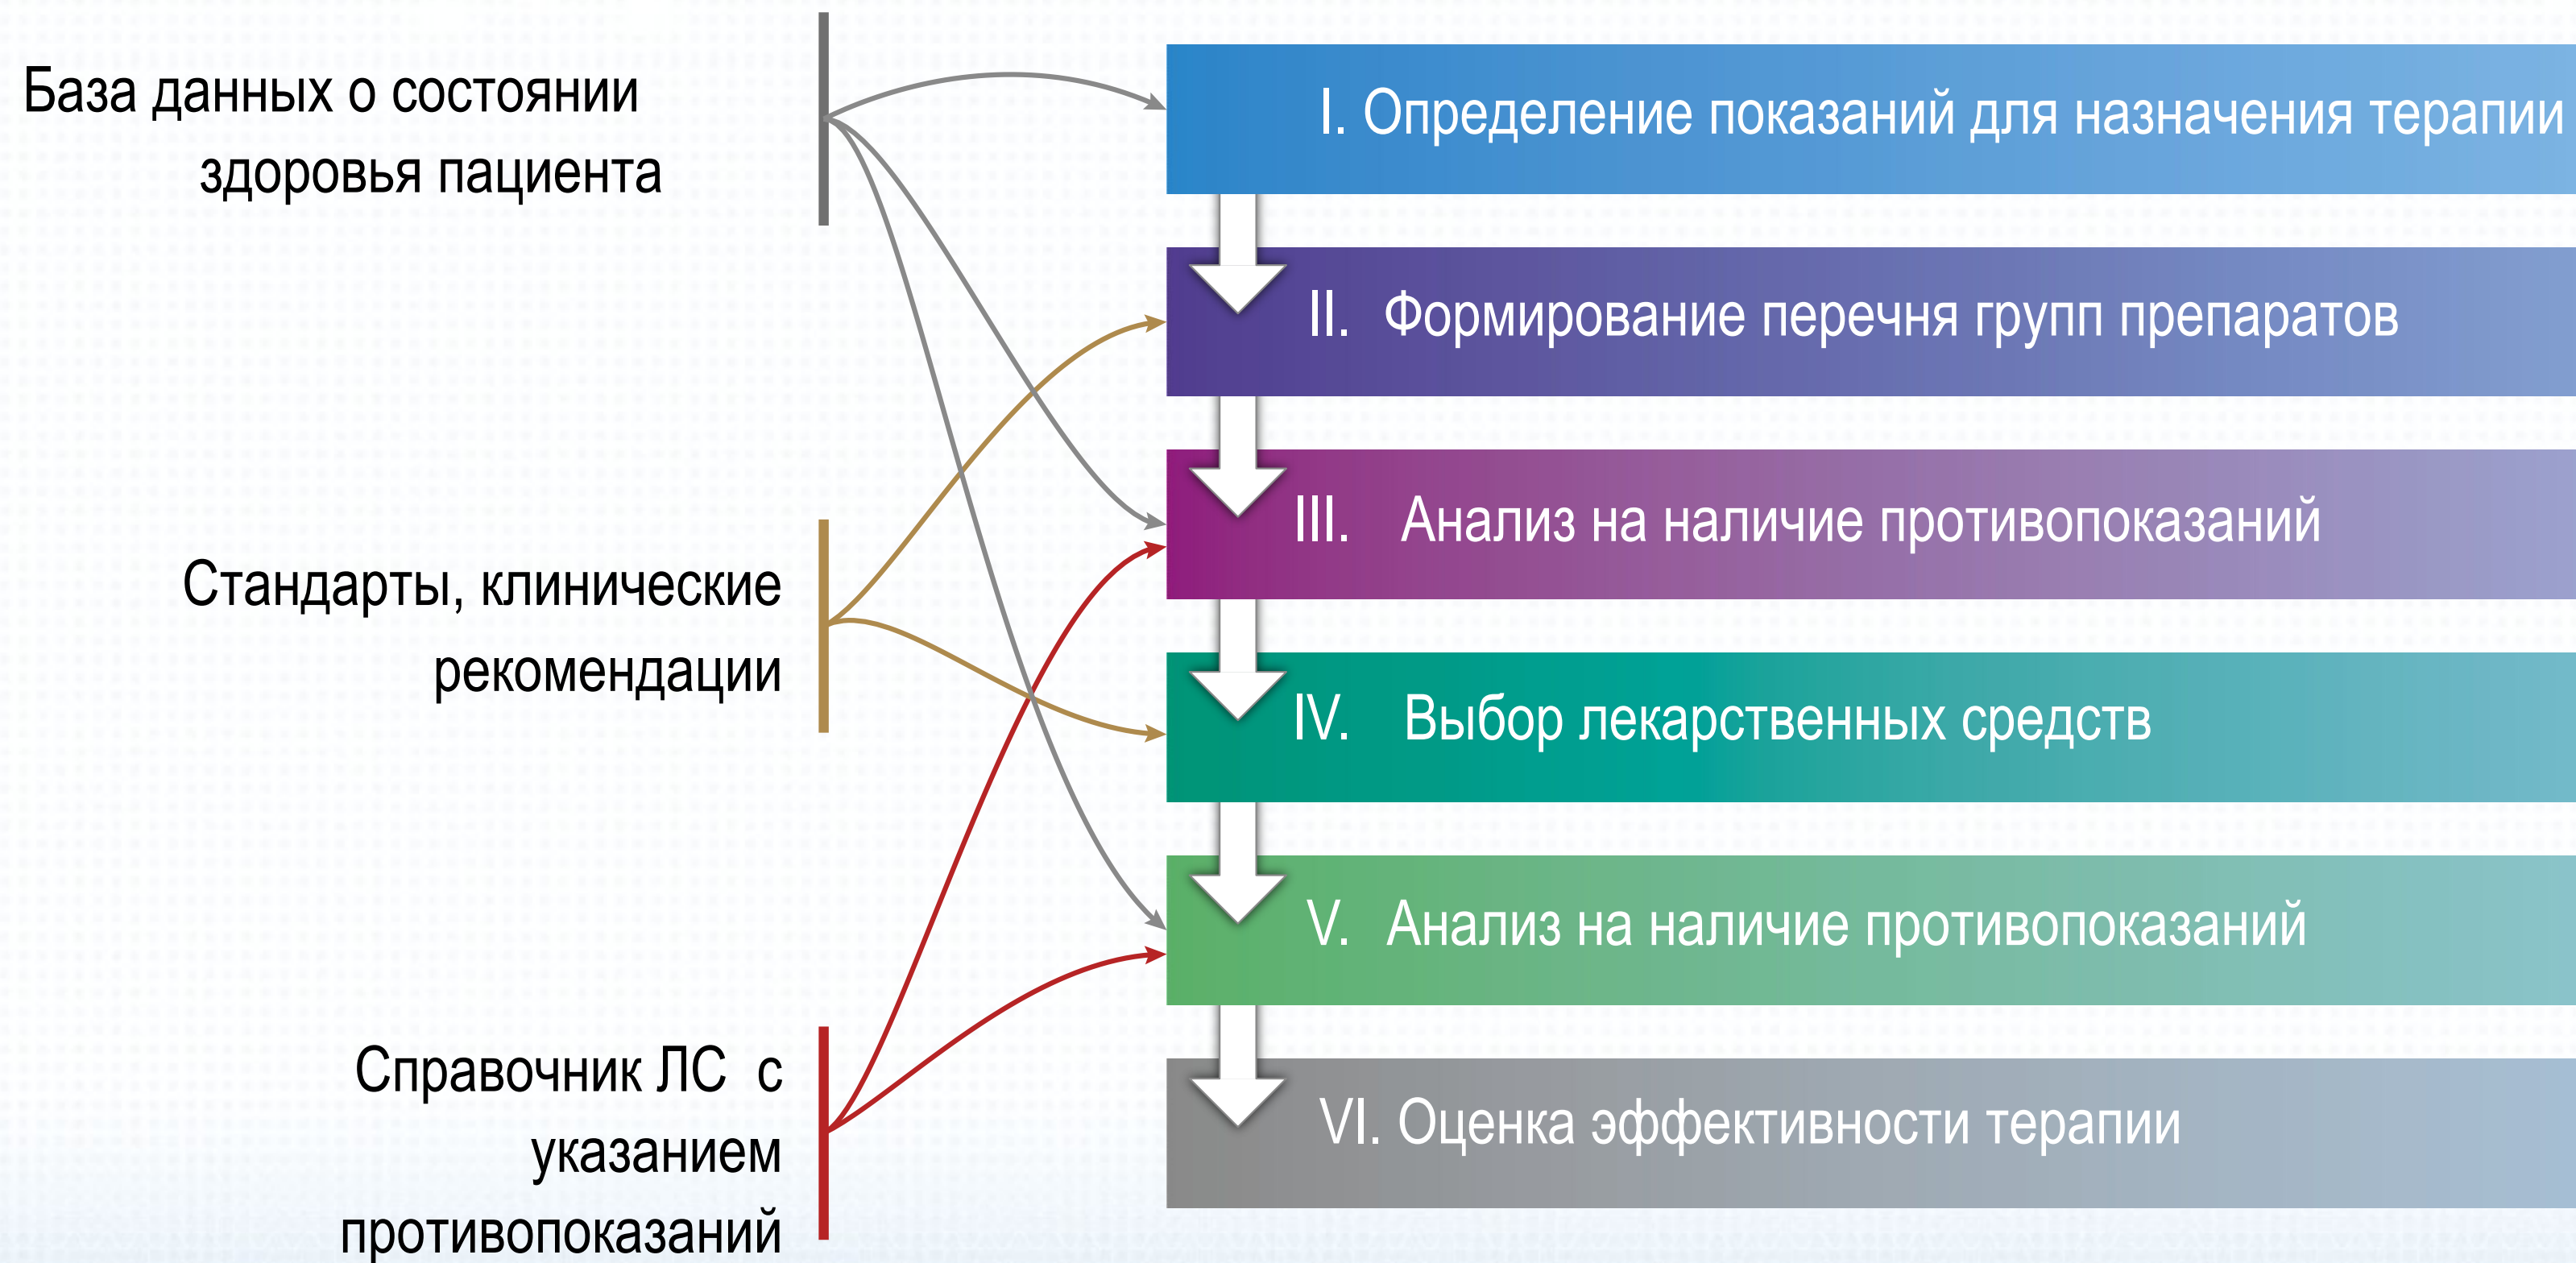 База данных о состоянии
здоровья пациента
Стандарты, клинические
рекомендации
Справочник ЛС с
указанием
противопоказаний
I. Определение показаний для назначения терапии
II. Формирование перечня групп препаратов
III. Анализ на наличие противопоказаний
IV. Выбор лекарственных средств
V. Анализ на наличие противопоказаний
VI. Оценка эффективности терапии